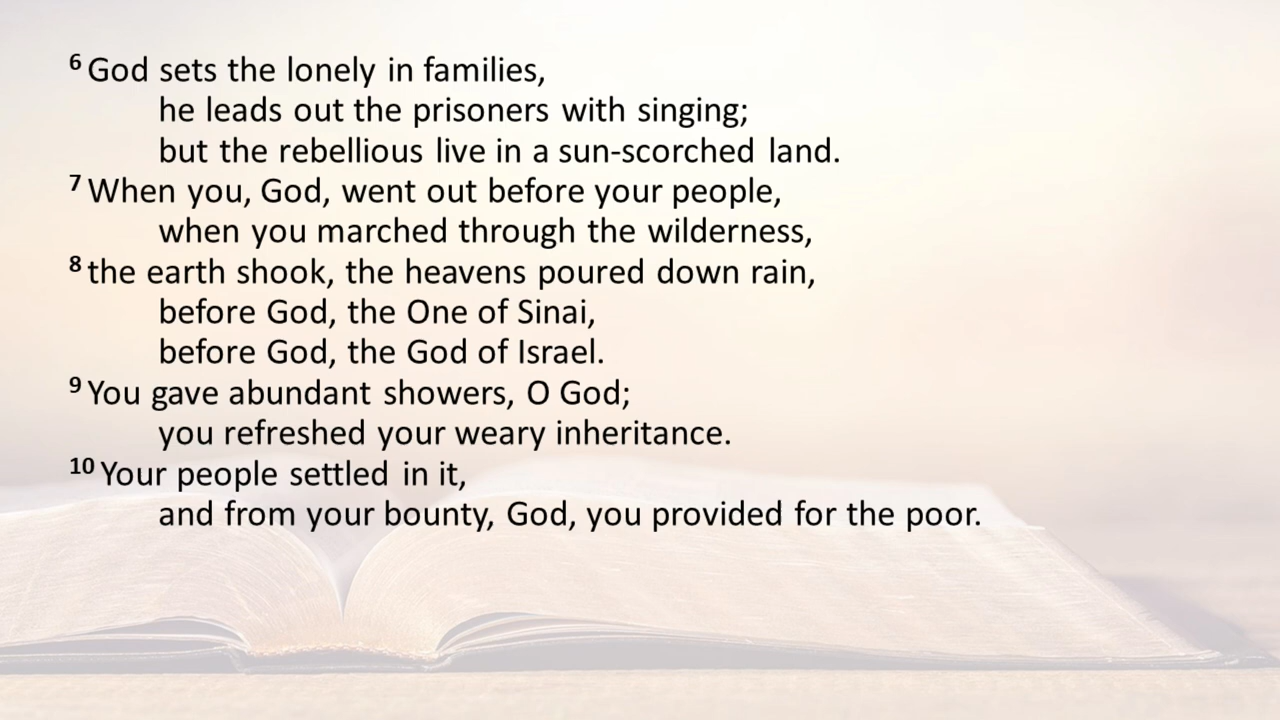 6 God sets the lonely in families,
he leads out the prisoners with singing;
but the rebellious live in a sun-scorched land.
7 When you, God, went out before your people,
when you marched through the wilderness,
8 the earth shook, the heavens poured down rain,
before God, the One of Sinai,
before God, the God of Israel.
9 You gave abundant showers, O God;
you refreshed your weary inheritance.
10 Your people settled in it,
and from your bounty, God, you provided for the poor.